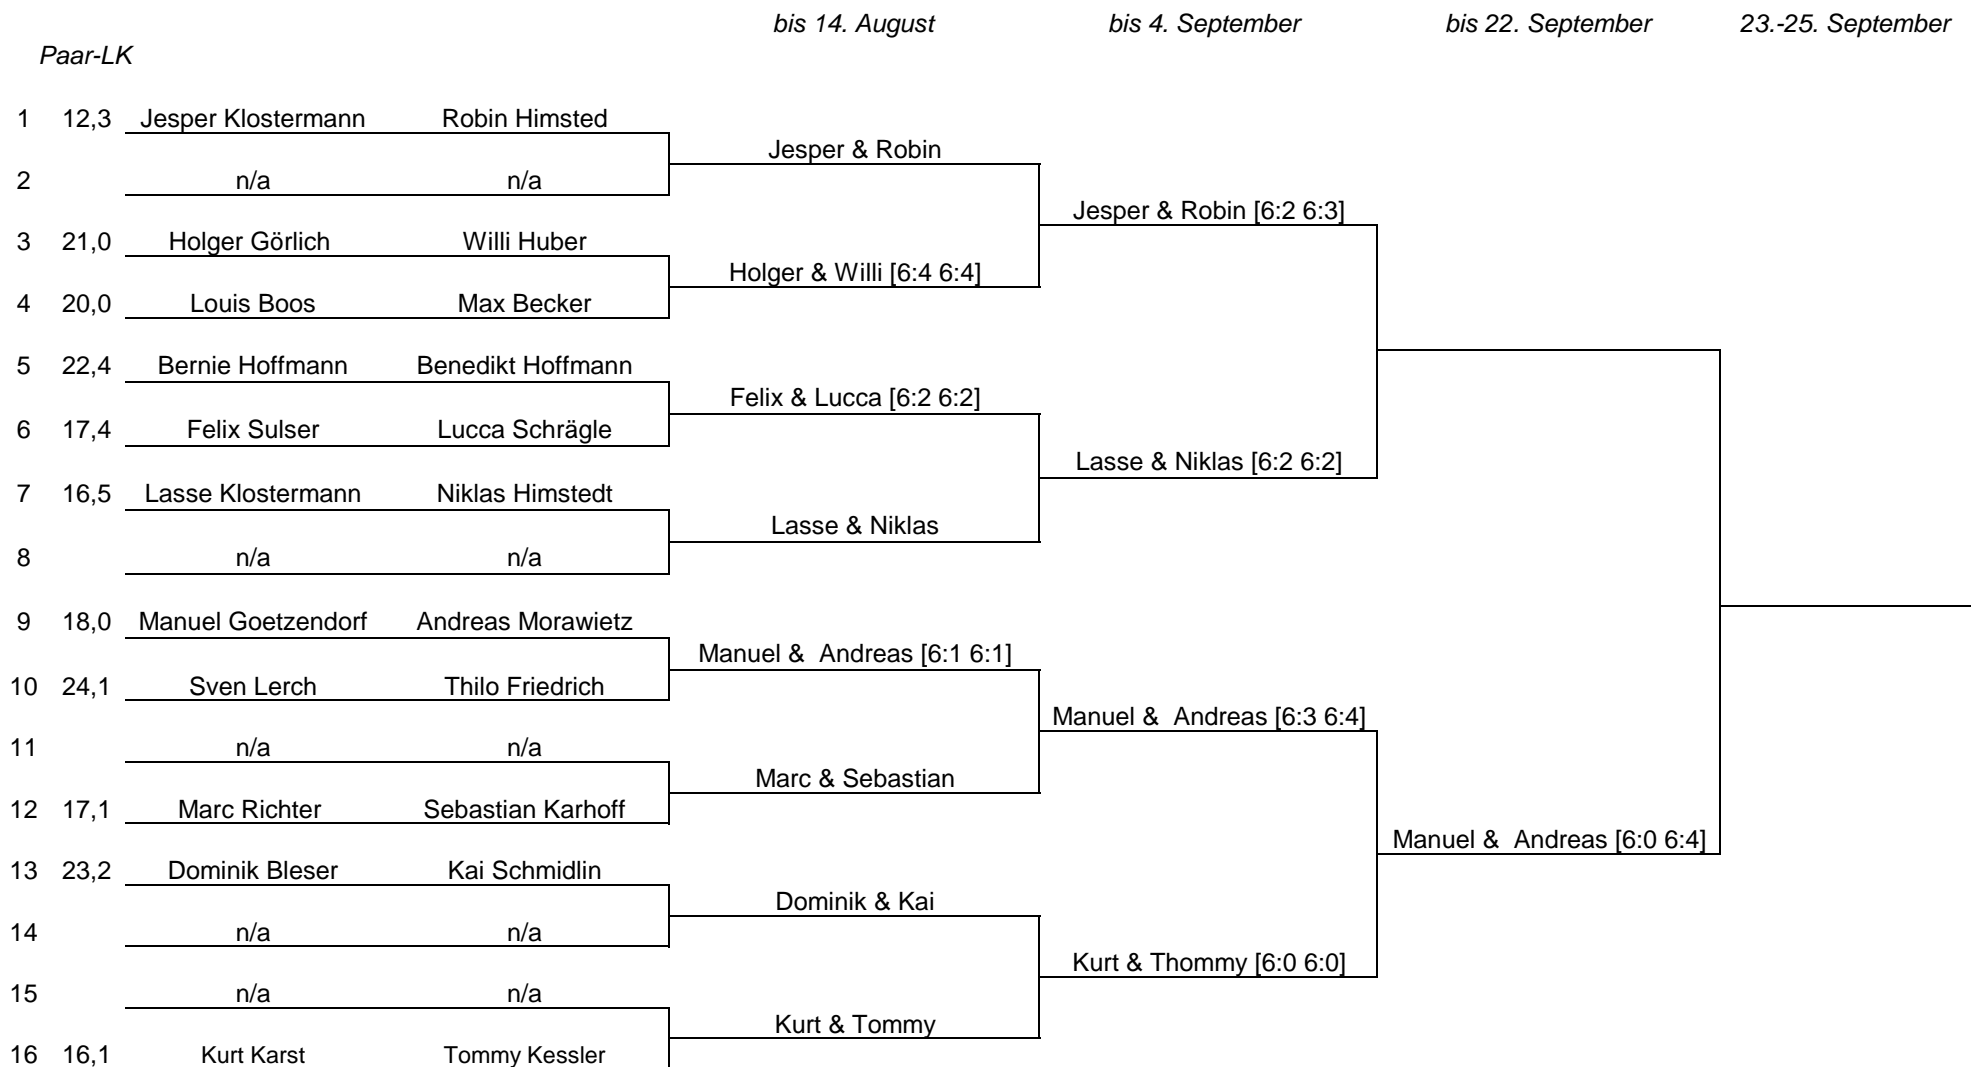 bis 14. August bis 4. September bis 22. September 23.-25. September
Paar-LK
1 12,3 Jesper Klostermann Robin Himsted
Jesper & Robin
2 n/a n/a
Jesper & Robin [6:2 6:3]
3 21,0 Holger Görlich Willi Huber
Holger & Willi [6:4 6:4]
4 20,0 Louis Boos Max Becker
5 22,4 Bernie Hoffmann Benedikt Hoffmann
Felix & Lucca [6:2 6:2]
6 17,4 Felix Sulser Lucca Schrägle
Lasse & Niklas [6:2 6:2]
7 16,5 Lasse Klostermann Niklas Himstedt
Lasse & Niklas
8 n/a n/a
9 18,0 Manuel Goetzendorf Andreas Morawietz
Manuel &  Andreas [6:1 6:1]
10 24,1 Sven Lerch Thilo Friedrich
Manuel &  Andreas [6:3 6:4]
11 n/a n/a
Marc & Sebastian
12 17,1 Marc Richter Sebastian Karhoff
Manuel &  Andreas [6:0 6:4]
13 23,2 Dominik Bleser Kai Schmidlin
Dominik & Kai
14 n/a n/a
Kurt & Thommy [6:0 6:0]
15 n/a n/a
Kurt & Tommy
16 16,1 Kurt Karst Tommy Kessler